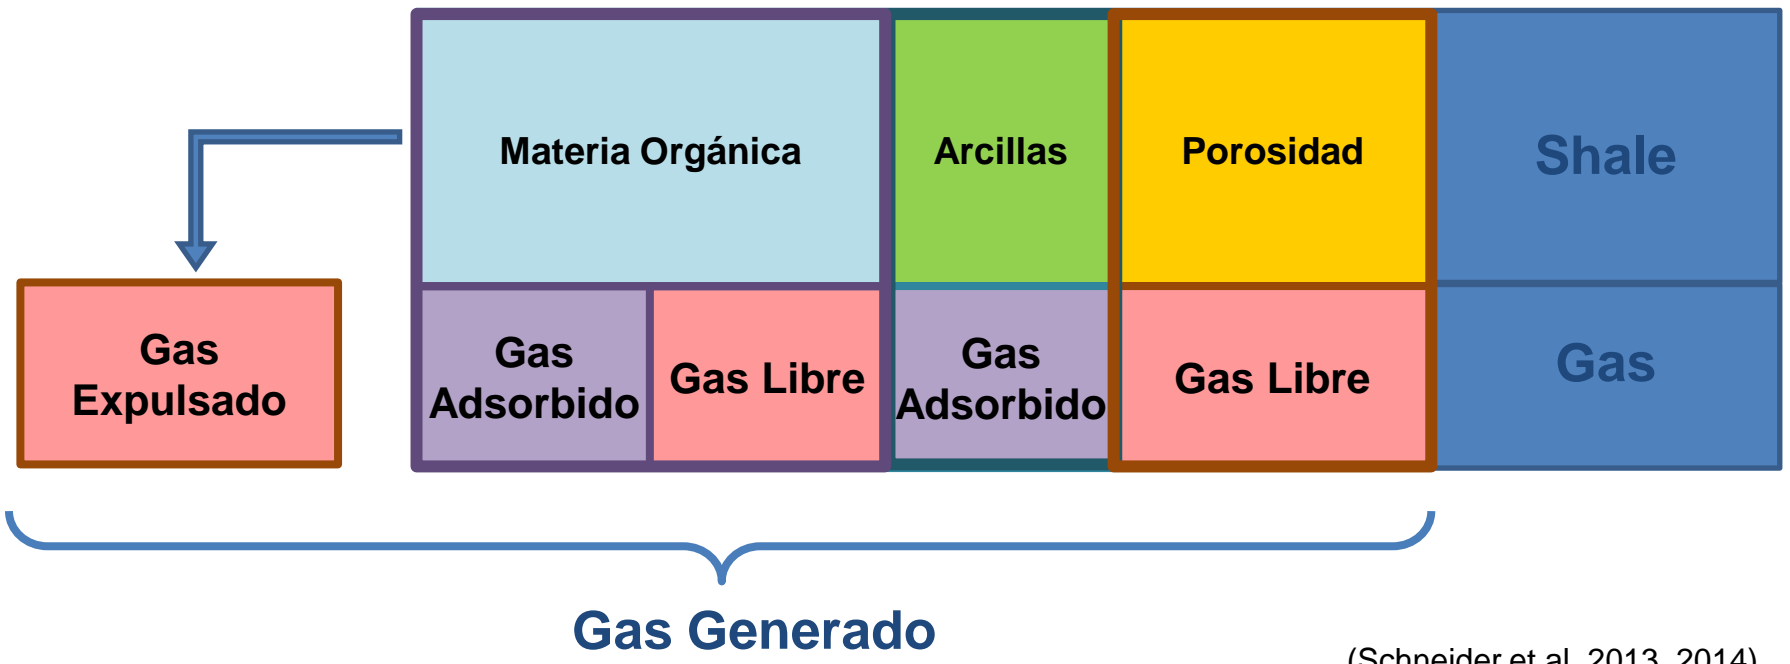 Materia Orgánica
Arcillas
Porosidad
Shale
Gas
Expulsado
Gas
Adsorbido
Gas Libre
Gas
Adsorbido
Gas Libre
Gas
Gas Generado
(Schneider et al, 2013, 2014)